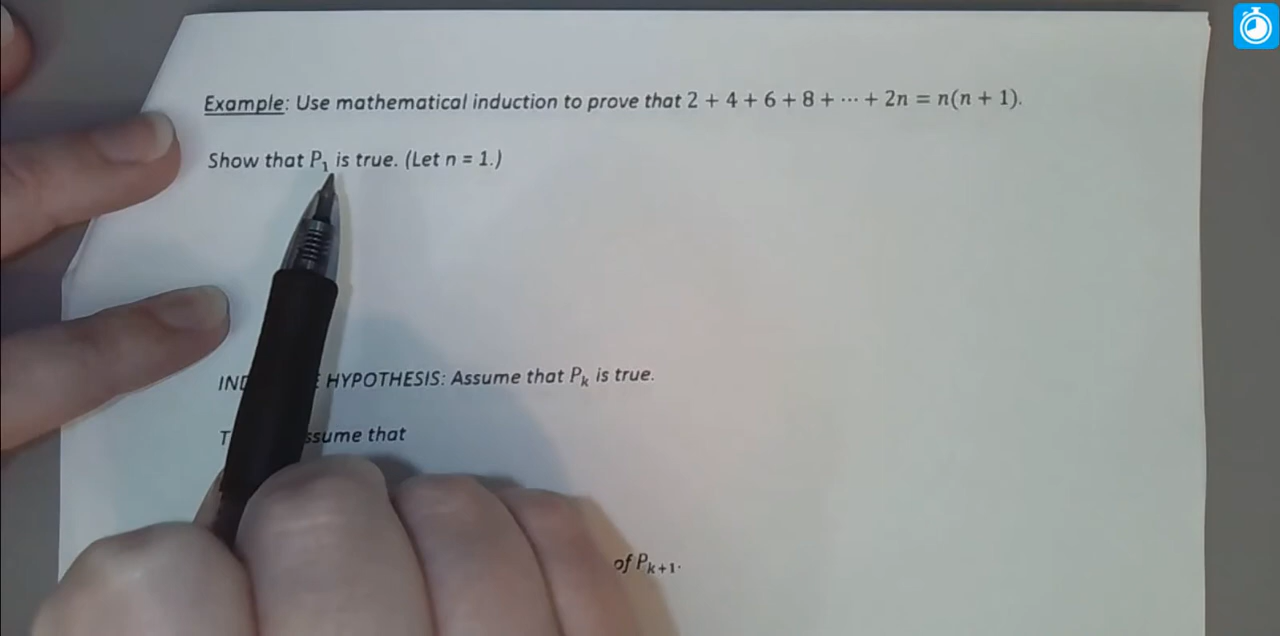 Example: Use mathematical induction to prove that 2 + 4 + 6 + 8 + ⋯ + 2n = n(n + 1).
Show that P₁ is true. (Let n = 1.)
HYPOTHESIS: Assume that Pₖ is true.
that
of Pₖ₊₁.